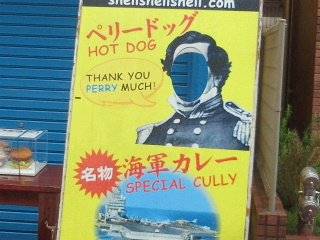 shellshellshell.com
ペリードッグ
HOT DOG
THANK YOU
PERRY MUCH!
名物
海軍カレー
SPECIAL CULLY